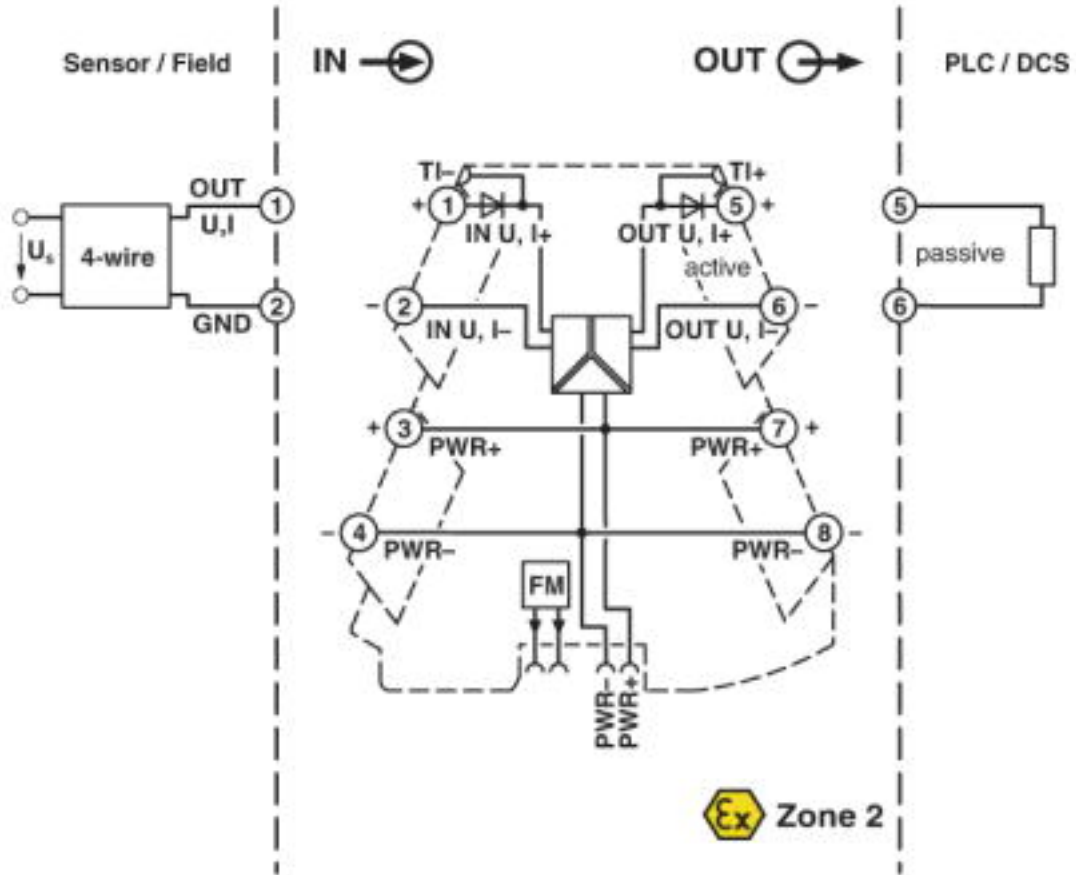 Sensor / Field
IN
OUT
PLC / DCS
TI–
TI+
OUT
1
+ 1
5 +
5
U,I
IN U, I+
OUT U, I+
Us
4-wire
active
passive
2
– 2
6 –
6
GND
IN U, I–
OUT U, I–
+ 3
7 +
PWR+
PWR+
– 4
8 –
PWR–
PWR–
FM
PWR–
PWR+
Ex Zone 2